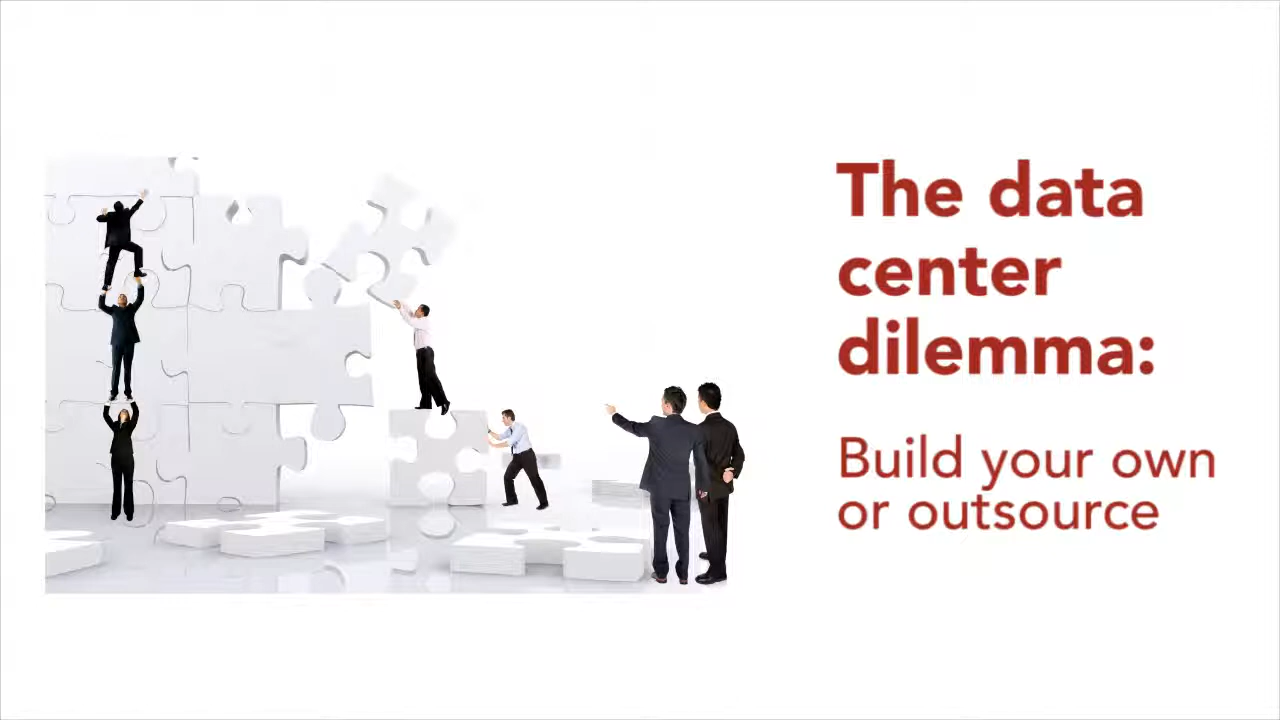 The data
center
dilemma:
Build your own
or outsource